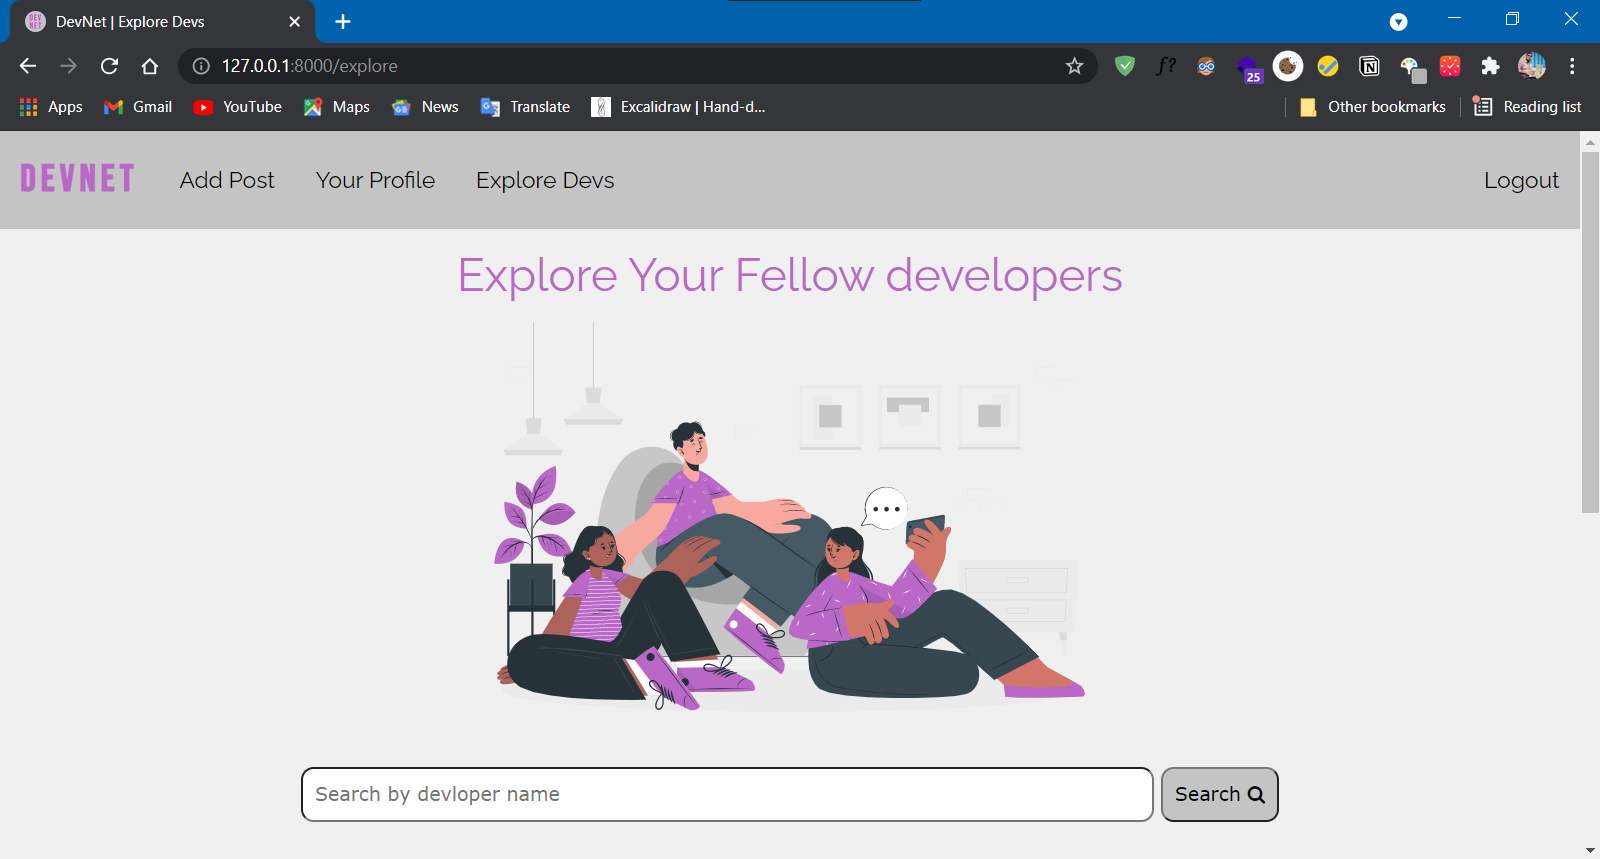 DevNet | Explore Devs
127.0.0.1:8000/explore
f?
25
Apps Gmail YouTube Maps News Translate Excalidraw | Hand-d... Other bookmarks Reading list
DEVNET Add Post Your Profile Explore Devs Logout
Explore Your Fellow developers
Search by devloper name Search